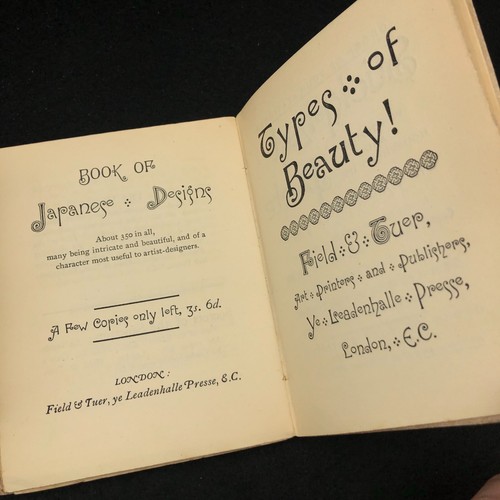 BOOK OF
Japanese Designs
About 350 in all,
many being intricate and beautiful, and of a
character most useful to artist-designers.
A Few Copies only left, 3s. 6d.
LONDON:
Field & Tuer, ye Leadenhalle Presse, E.C.
Types of
Beauty!
Field & Tuer,
Art Printers and Publishers,
Ye Leadenhalle Presse,
London, E.C.